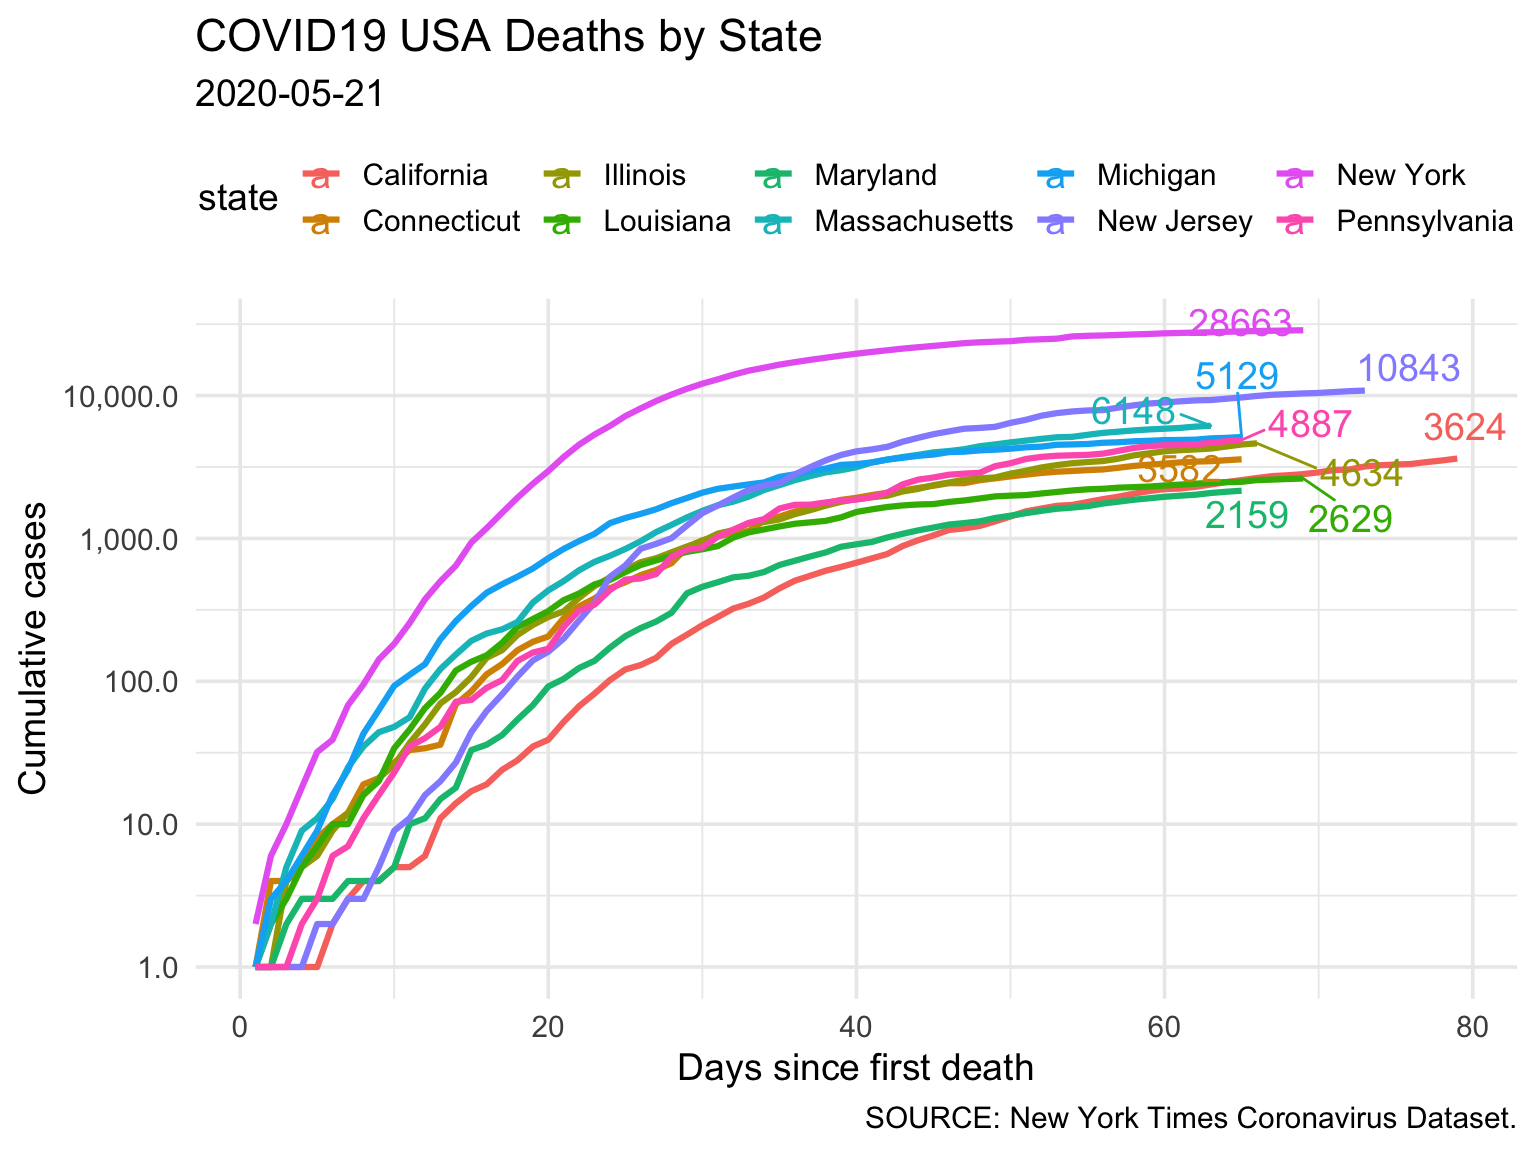 COVID19 USA Deaths by State
2020-05-21
state
a California a Illinois a Maryland a Michigan a New York
a Connecticut a Louisiana a Massachusetts a New Jersey a Pennsylvania
28663
10843
5129
6148
4887
3624
3582
4634
2159
2629
10,000.0
1,000.0
100.0
10.0
1.0
Cumulative cases
0 20 40 60 80
Days since first death
SOURCE: New York Times Coronavirus Dataset.